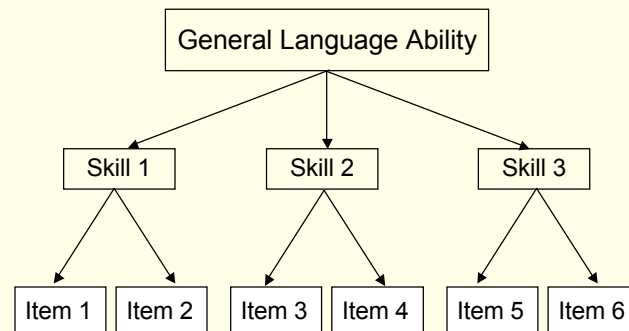 General Language Ability
Skill 1 Skill 2 Skill 3
Item 1 Item 2 Item 3 Item 4 Item 5 Item 6